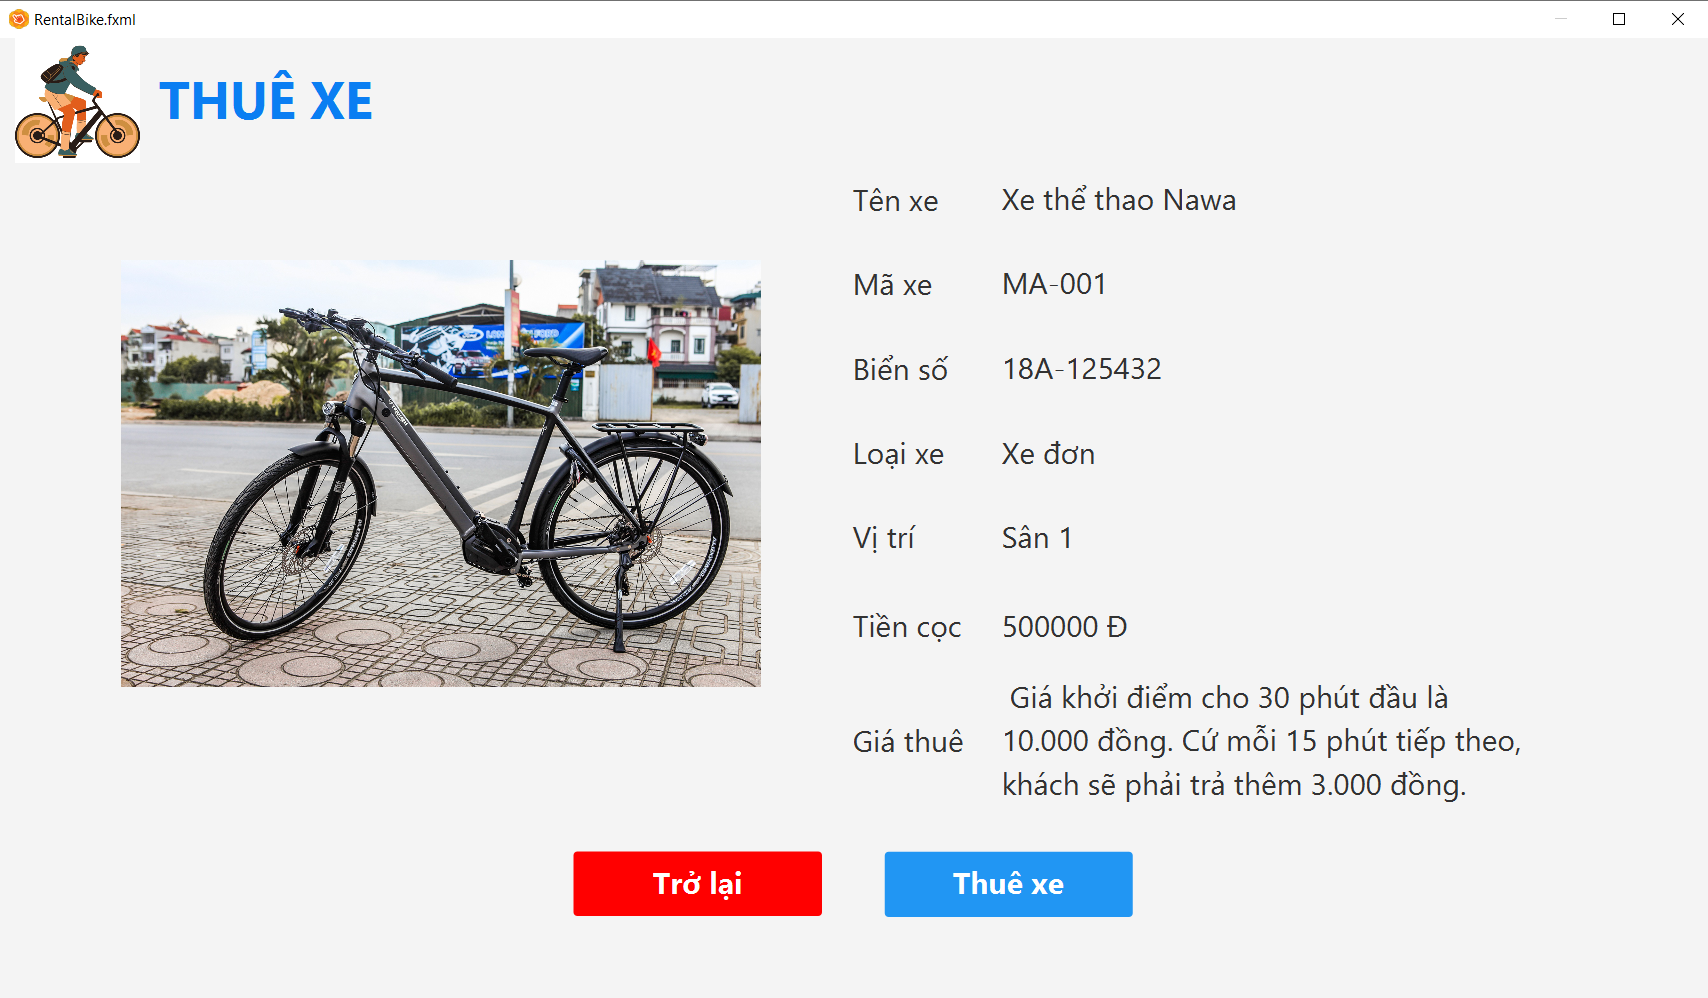 RentalBike.fxml
THUÊ XE
Tên xe Xe thể thao Nawa
Mã xe MA-001
Biển số 18A-125432
Loại xe Xe đơn
Vị trí Sân 1
Tiền cọc 500000 Đ
Giá thuê Giá khởi điểm cho 30 phút đầu là
10.000 đồng. Cứ mỗi 15 phút tiếp theo,
khách sẽ phải trả thêm 3.000 đồng.
Trở lại Thuê xe